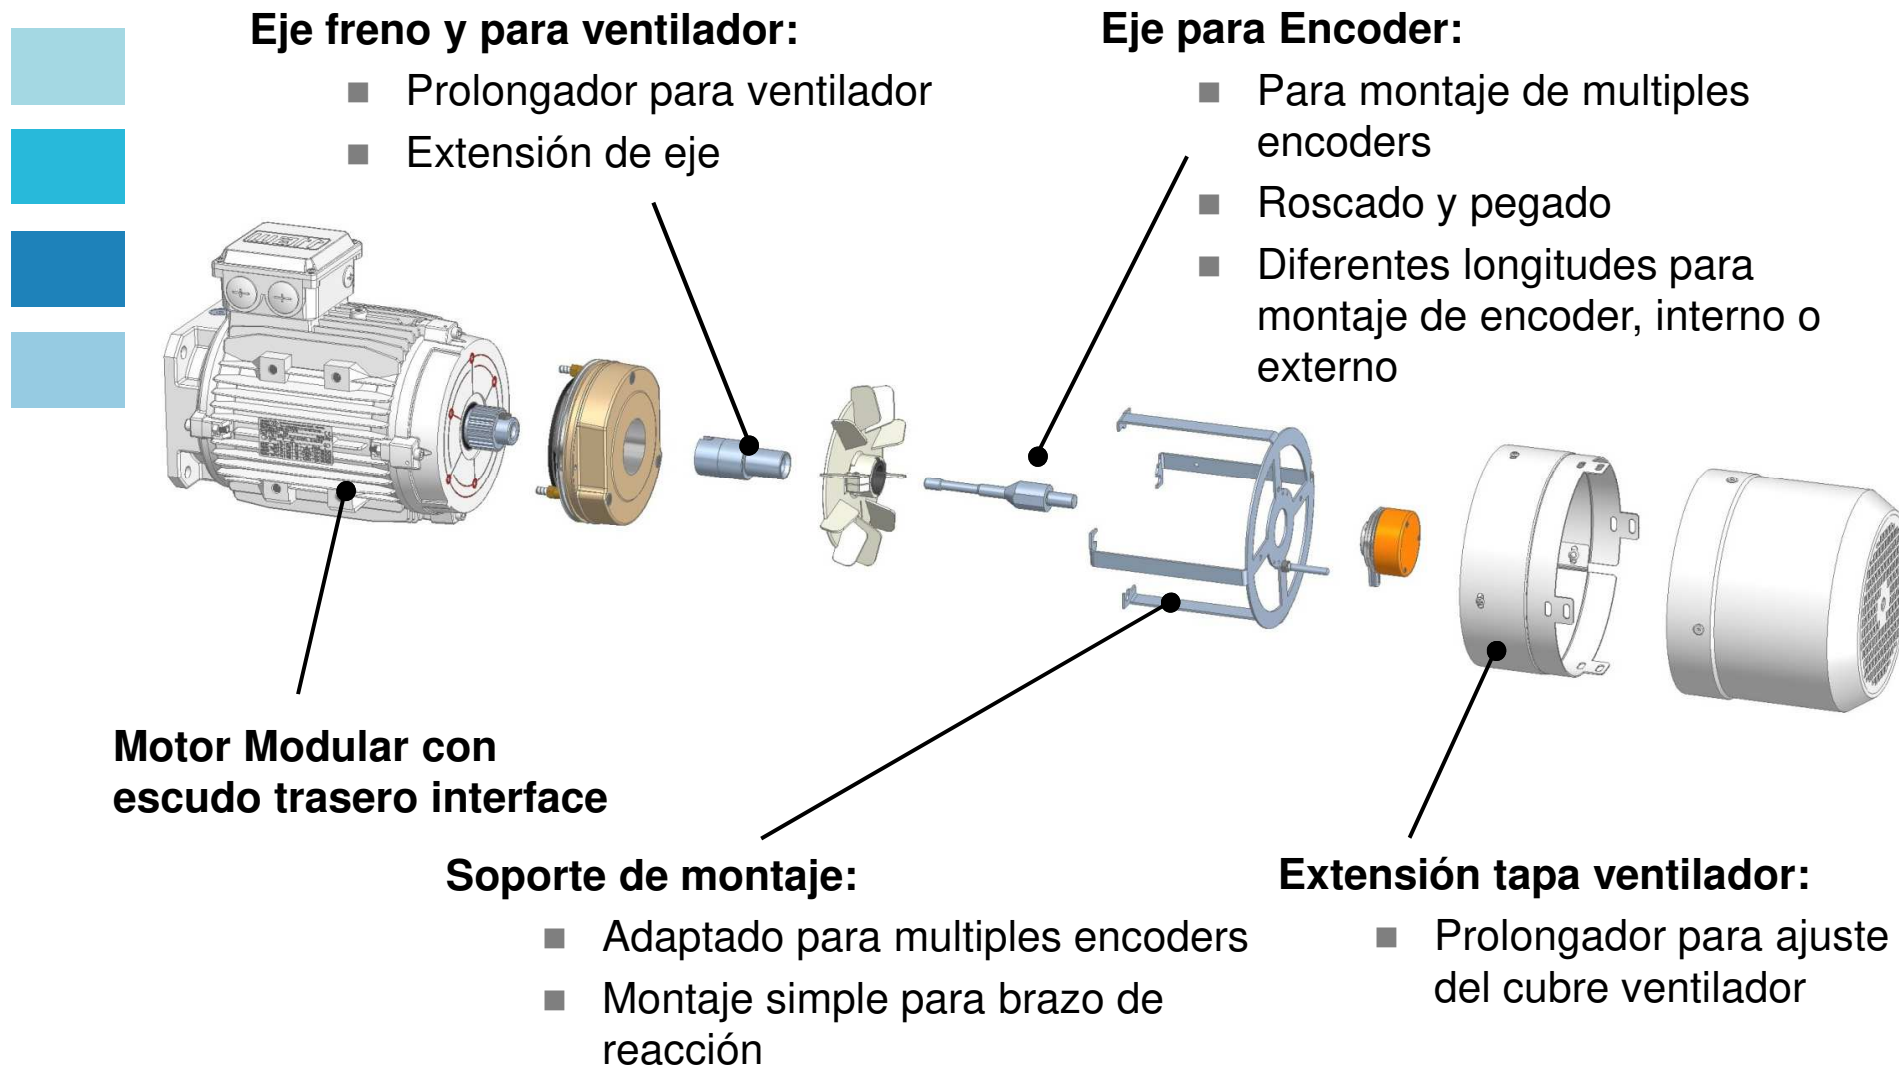 Eje freno y para ventilador:
Prolongador para ventilador
Extensión de eje
Eje para Encoder:
Para montaje de multiples
encoders
Roscado y pegado
Diferentes longitudes para
montaje de encoder, interno o
externo
Motor Modular con
escudo trasero interface
Soporte de montaje:
Adaptado para multiples encoders
Montaje simple para brazo de
reacción
Extensión tapa ventilador:
Prolongador para ajuste
del cubre ventilador